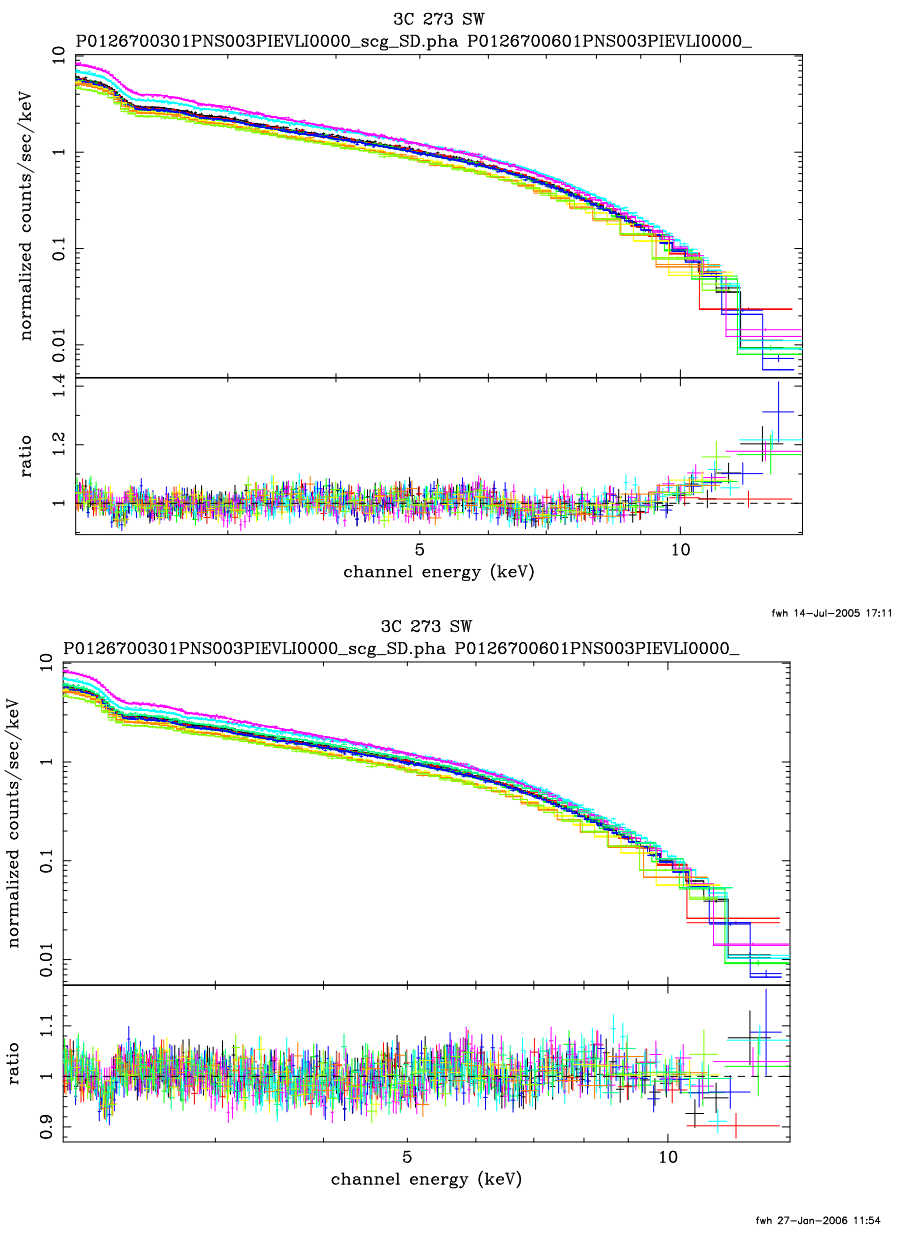 3C 273 SW
P0126700301PNS003PIEVLI0000_scg_SD.pha P0126700601PNS003PIEVLI0000_
normalized counts/sec/keV
10
1
0.1
0.01
ratio
1.4
1.2
1
5
10
channel energy (keV)
fwh 14-Jul-2005 17:11
3C 273 SW
P0126700301PNS003PIEVLI0000_scg_SD.pha P0126700601PNS003PIEVLI0000_
normalized counts/sec/keV
10
1
0.1
0.01
ratio
1.1
1
0.9
5
10
channel energy (keV)
fwh 27-Jan-2006 11:54